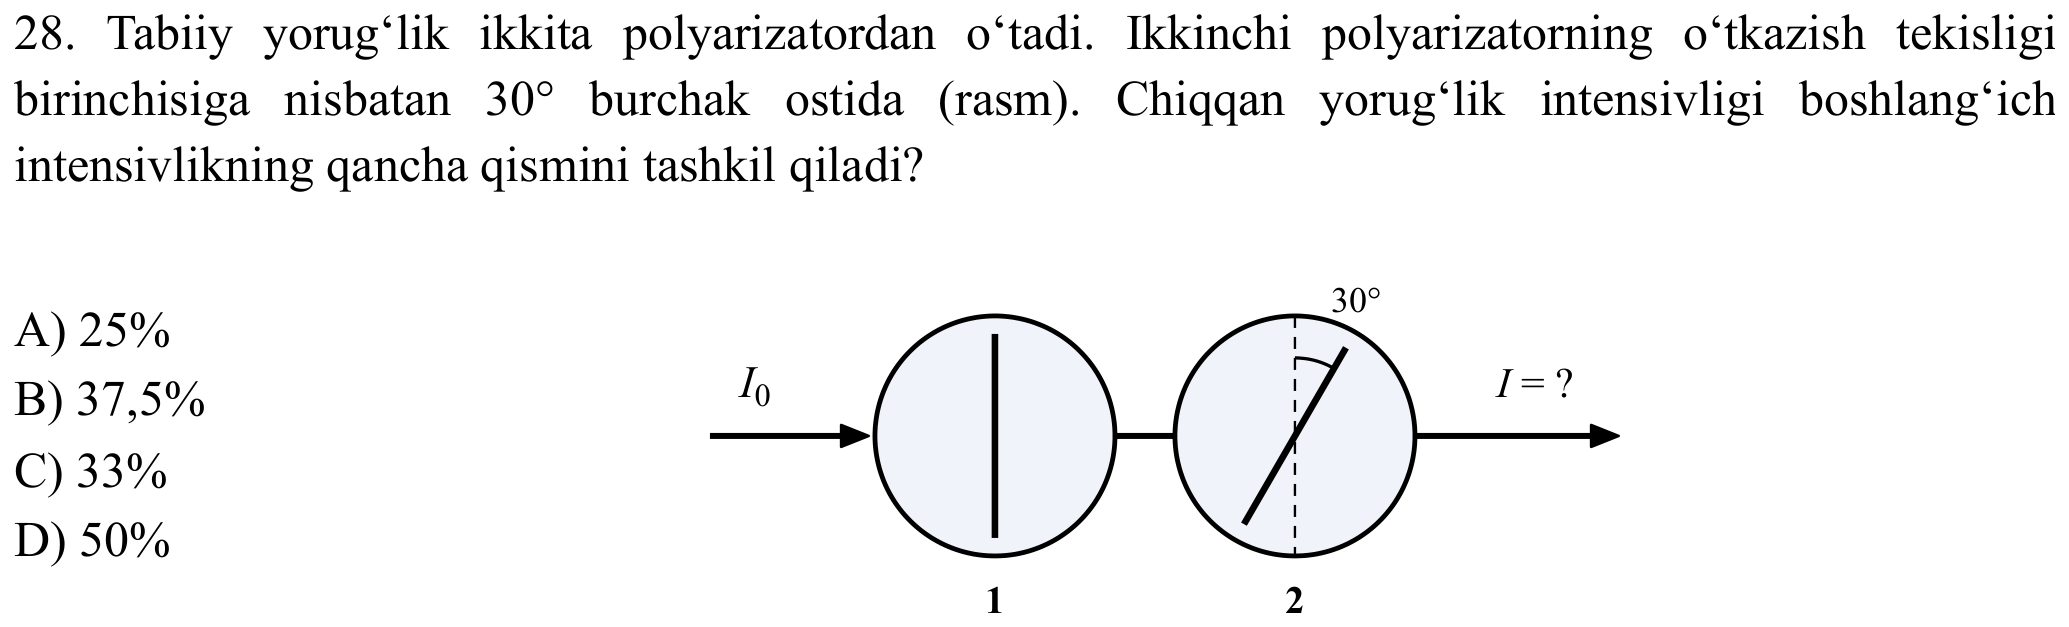 28. Tabiiy yorug‘lik ikkita polyarizatordan o‘tadi. Ikkinchi polyarizatorning o‘tkazish tekisligi
birinchisiga nisbatan 30° burchak ostida (rasm). Chiqqan yorug‘lik intensivligi boshlang‘ich
intensivlikning qancha qismini tashkil qiladi?
A) 25%
B) 37,5%
C) 33%
D) 50%
30°
I₀
I = ?
1
2